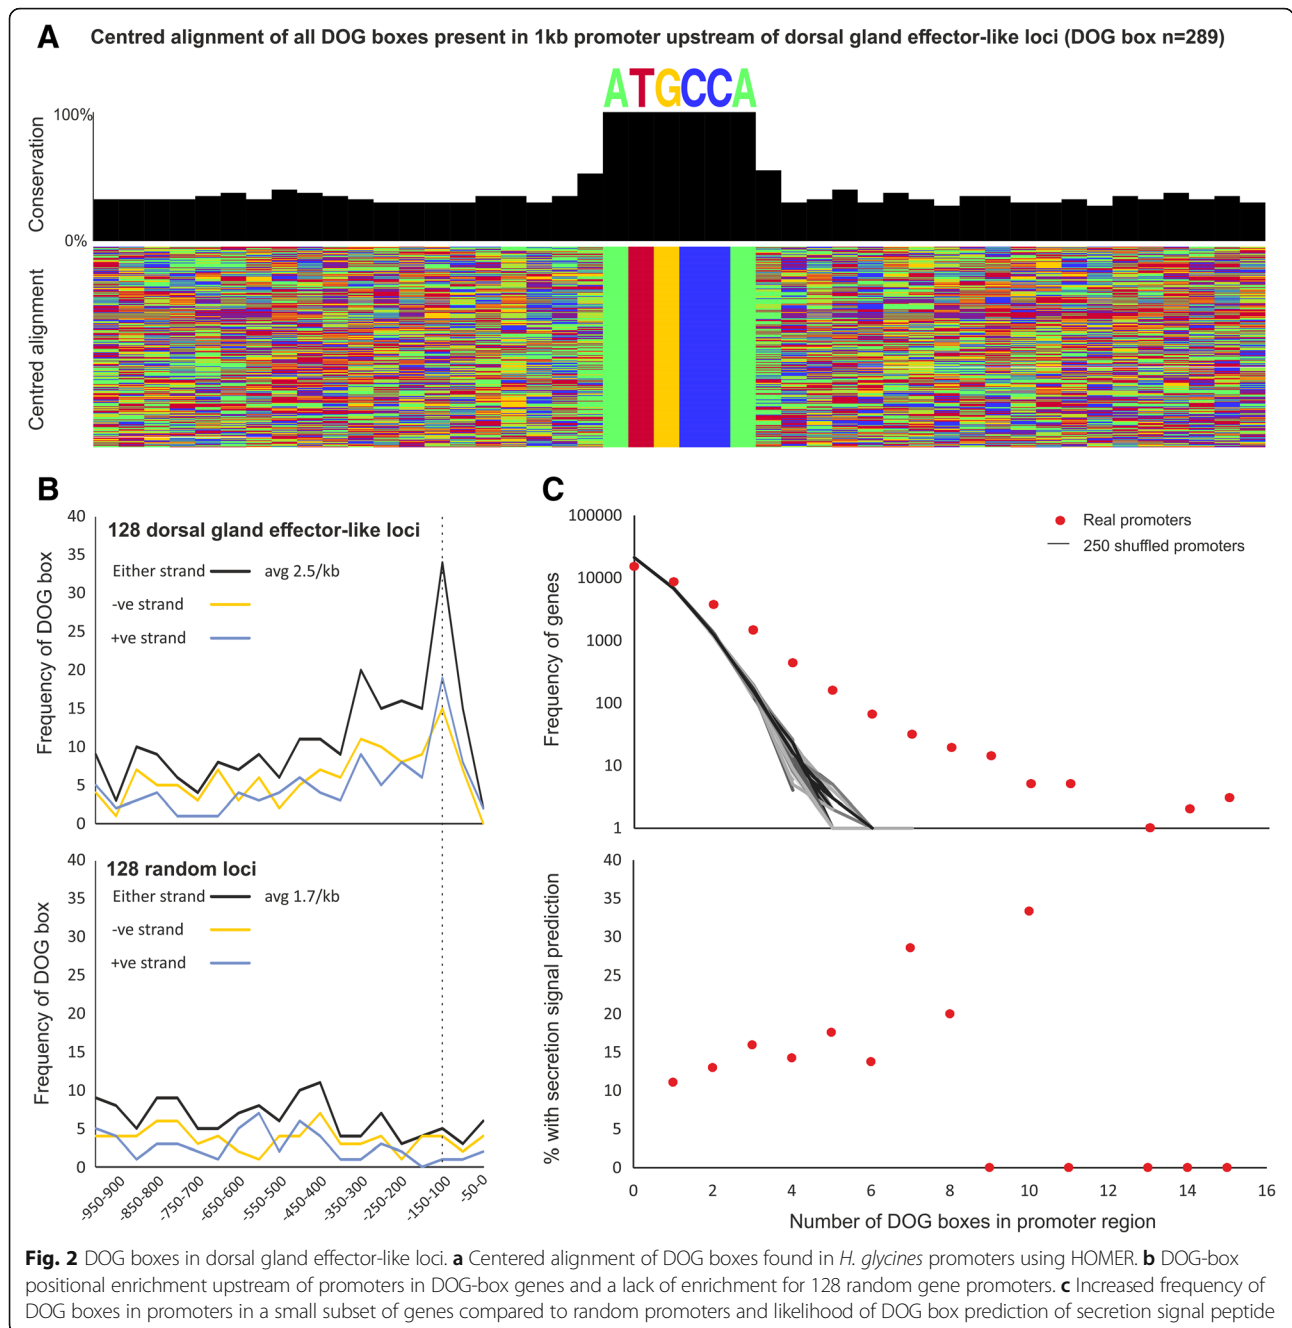 A
Centred alignment of all DOG boxes present in 1kb promoter upstream of dorsal gland effector-like loci (DOG box n=289)
ATGCCA
100%
Conservation
0%
Centred alignment
B
40
35
30
25
20
15
10
5
0
Frequency of DOG box
128 dorsal gland effector-like loci
Either strand avg 2.5/kb
-ve strand
+ve strand
40
35
30
25
20
15
10
5
0
Frequency of DOG box
128 random loci
Either strand avg 1.7/kb
-ve strand
+ve strand
-950-900
-850-800
-750-700
-650-600
-550-500
-450-400
-350-300
-250-200
-150-100
-50-0
C
100000
10000
1000
100
10
1
Frequency of genes
Real promoters
250 shuffled promoters
40
35
30
25
20
15
10
5
0
% with secretion signal prediction
0 2 4 6 8 10 12 14 16
Number of DOG boxes in promoter region
Fig. 2 DOG boxes in dorsal gland effector-like loci. a Centered alignment of DOG boxes found in H. glycines promoters using HOMER. b DOG-box
positional enrichment upstream of promoters in DOG-box genes and a lack of enrichment for 128 random gene promoters. c Increased frequency of
DOG boxes in promoters in a small subset of genes compared to random promoters and likelihood of DOG box prediction of secretion signal peptide